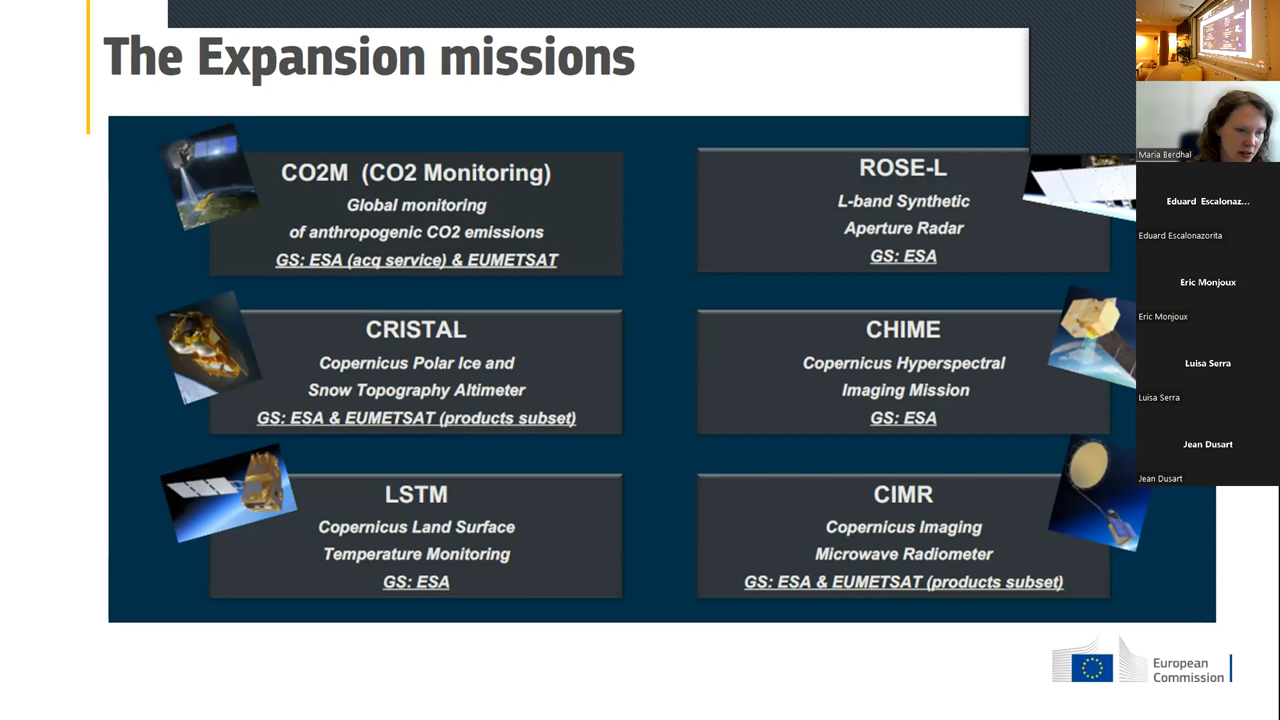 The Expansion missions
CO2M (CO2 Monitoring)
Global monitoring
of anthropogenic CO2 emissions
GS: ESA (acq service) & EUMETSAT
ROSE-L
L-band Synthetic
Aperture Radar
GS: ESA
CRISTAL
Copernicus Polar Ice and
Snow Topography Altimeter
GS: ESA & EUMETSAT (products subset)
CHIME
Copernicus Hyperspectral
Imaging Mission
GS: ESA
LSTM
Copernicus Land Surface
Temperature Monitoring
GS: ESA
CIMR
Copernicus Imaging
Microwave Radiometer
GS: ESA & EUMETSAT (products subset)
European
Commission
Maria Berdhal
Eduard Escalonaz...
Eduard Escalonazorita
Eric Monjoux
Eric Monjoux
Luisa Serra
Luisa Serra
Jean Dusart
Jean Dusart